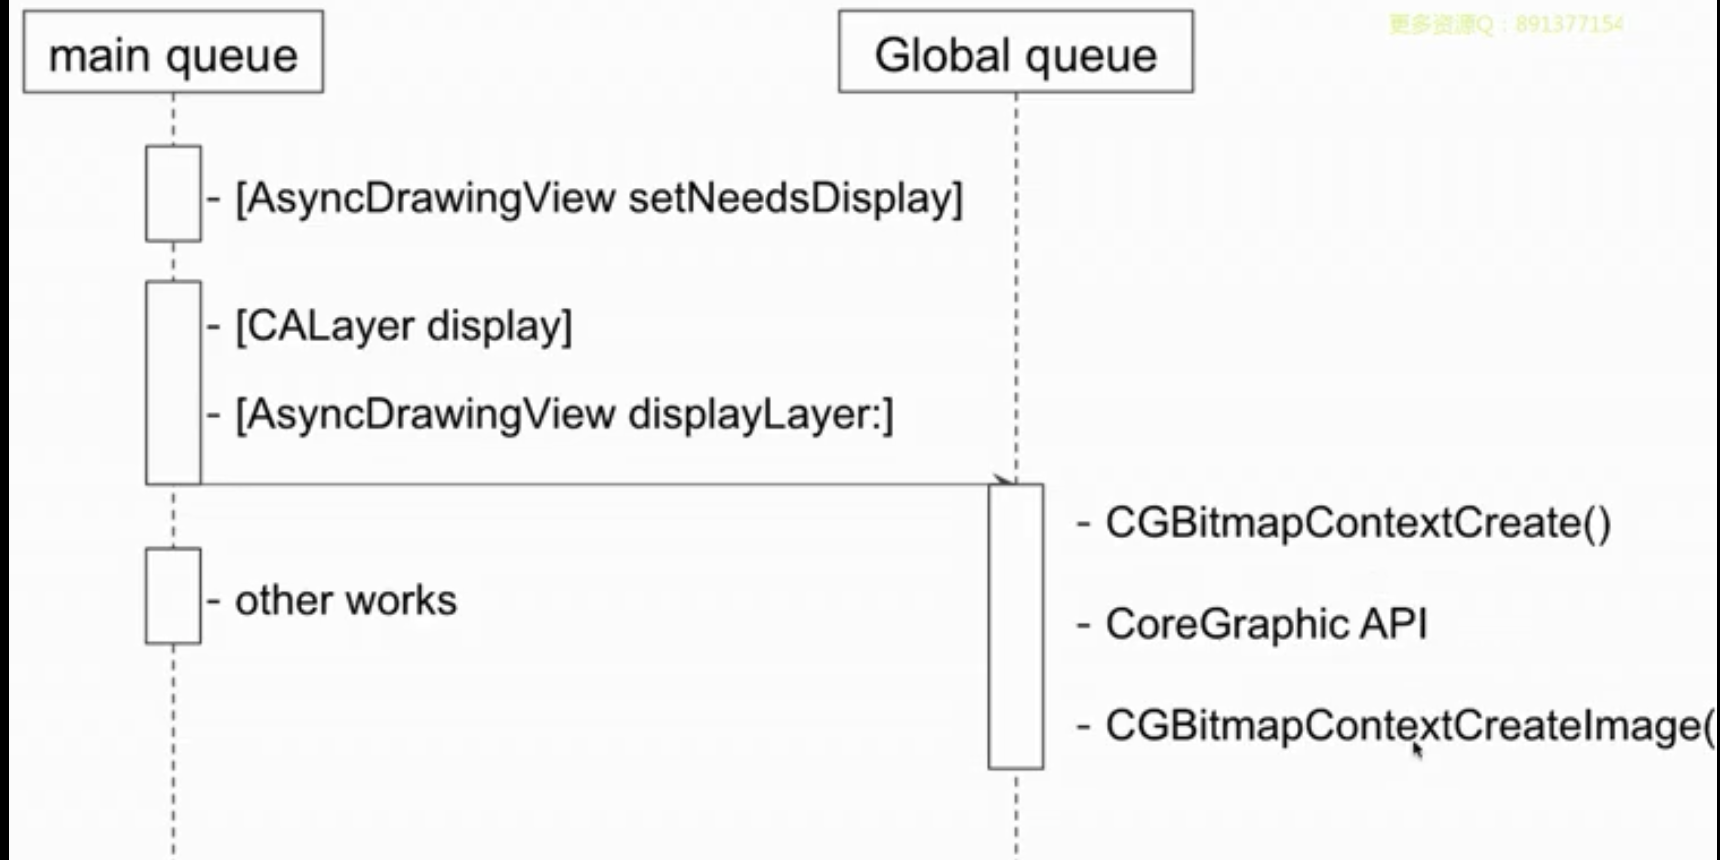 main queue
Global queue
更多资源Q：891377154
- [AsyncDrawingView setNeedsDisplay]
- [CALayer display]
- [AsyncDrawingView displayLayer:]
- CGBitmapContextCreate()
- other works
- CoreGraphic API
- CGBitmapContextCreateImage(